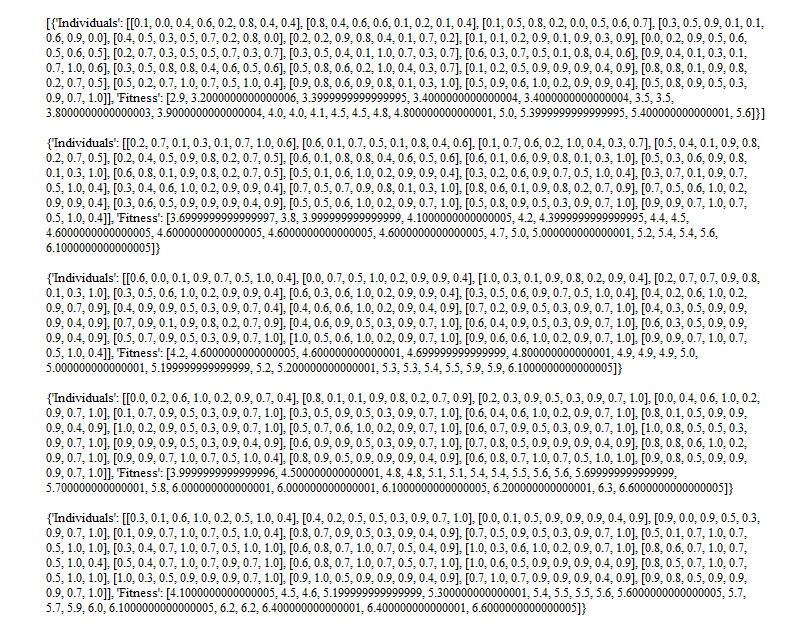 [{'Individuals': [[0.1, 0.0, 0.4, 0.6, 0.2, 0.8, 0.4, 0.4], [0.8, 0.4, 0.6, 0.6, 0.1, 0.2, 0.1, 0.4], [0.1, 0.5, 0.8, 0.2, 0.0, 0.5, 0.6, 0.7], [0.3, 0.5, 0.9, 0.1, 0.1,
0.6, 0.9, 0.0], [0.4, 0.5, 0.3, 0.5, 0.7, 0.2, 0.8, 0.0], [0.2, 0.2, 0.9, 0.8, 0.4, 0.1, 0.7, 0.2], [0.1, 0.1, 0.2, 0.9, 0.1, 0.9, 0.3, 0.9], [0.0, 0.2, 0.9, 0.5, 0.6,
0.5, 0.6, 0.5], [0.2, 0.7, 0.3, 0.5, 0.5, 0.7, 0.3, 0.7], [0.3, 0.5, 0.4, 0.1, 1.0, 0.7, 0.3, 0.7], [0.6, 0.3, 0.7, 0.5, 0.1, 0.8, 0.4, 0.6], [0.9, 0.4, 0.1, 0.3, 0.1,
0.7, 1.0, 0.6], [0.3, 0.5, 0.8, 0.8, 0.4, 0.6, 0.5, 0.6], [0.5, 0.8, 0.6, 0.2, 1.0, 0.4, 0.3, 0.7], [0.1, 0.2, 0.5, 0.9, 0.9, 0.9, 0.4, 0.9], [0.8, 0.8, 0.1, 0.9, 0.8,
0.2, 0.7, 0.5], [0.5, 0.2, 0.7, 1.0, 0.7, 0.5, 1.0, 0.4], [0.9, 0.8, 0.6, 0.9, 0.8, 0.1, 0.3, 1.0], [0.5, 0.9, 0.6, 1.0, 0.2, 0.9, 0.9, 0.4], [0.5, 0.8, 0.9, 0.5, 0.3,
0.9, 0.7, 1.0]], 'Fitness': [2.9, 3.2000000000000006, 3.3999999999999995, 3.4000000000000004, 3.4000000000000004, 3.5, 3.5,
3.8000000000000003, 3.9000000000000004, 4.0, 4.0, 4.1, 4.5, 4.5, 4.8, 4.800000000000001, 5.0, 5.3999999999999995, 5.400000000000001, 5.6]}]
{'Individuals': [[0.2, 0.7, 0.1, 0.3, 0.1, 0.7, 1.0, 0.6], [0.6, 0.1, 0.7, 0.5, 0.1, 0.8, 0.4, 0.6], [0.1, 0.7, 0.6, 0.2, 1.0, 0.4, 0.3, 0.7], [0.5, 0.4, 0.1, 0.9, 0.8,
0.2, 0.7, 0.5], [0.2, 0.4, 0.5, 0.9, 0.8, 0.2, 0.7, 0.5], [0.6, 0.1, 0.8, 0.8, 0.4, 0.6, 0.5, 0.6], [0.6, 0.1, 0.6, 0.9, 0.8, 0.1, 0.3, 1.0], [0.5, 0.3, 0.6, 0.9, 0.8,
0.1, 0.3, 1.0], [0.6, 0.8, 0.1, 0.9, 0.8, 0.2, 0.7, 0.5], [0.5, 0.1, 0.6, 1.0, 0.2, 0.9, 0.9, 0.4], [0.3, 0.2, 0.6, 0.9, 0.7, 0.5, 1.0, 0.4], [0.3, 0.7, 0.1, 0.9, 0.7,
0.5, 1.0, 0.4], [0.3, 0.4, 0.6, 1.0, 0.2, 0.9, 0.9, 0.4], [0.7, 0.5, 0.7, 0.9, 0.8, 0.1, 0.3, 1.0], [0.8, 0.6, 0.1, 0.9, 0.8, 0.2, 0.7, 0.9], [0.7, 0.5, 0.6, 1.0, 0.2,
0.9, 0.9, 0.4], [0.3, 0.6, 0.5, 0.9, 0.9, 0.9, 0.4, 0.9], [0.5, 0.5, 0.6, 1.0, 0.2, 0.9, 0.7, 1.0], [0.5, 0.8, 0.9, 0.5, 0.3, 0.9, 0.7, 1.0], [0.9, 0.9, 0.7, 1.0, 0.7,
0.5, 1.0, 0.4]], 'Fitness': [3.6999999999999997, 3.8, 3.999999999999999, 4.1000000000000005, 4.2, 4.3999999999999995, 4.4, 4.5,
4.6000000000000005, 4.6000000000000005, 4.6000000000000005, 4.6000000000000005, 4.7, 5.0, 5.000000000000001, 5.2, 5.4, 5.4, 5.6,
6.1000000000000005]}
{'Individuals': [[0.6, 0.0, 0.1, 0.9, 0.7, 0.5, 1.0, 0.4], [0.0, 0.7, 0.5, 1.0, 0.2, 0.9, 0.9, 0.4], [1.0, 0.3, 0.1, 0.9, 0.8, 0.2, 0.9, 0.4], [0.2, 0.7, 0.7, 0.9, 0.8,
0.1, 0.3, 1.0], [0.3, 0.5, 0.6, 1.0, 0.2, 0.9, 0.9, 0.4], [0.6, 0.3, 0.6, 1.0, 0.2, 0.9, 0.9, 0.4], [0.3, 0.5, 0.6, 0.9, 0.7, 0.5, 1.0, 0.4], [0.4, 0.2, 0.6, 1.0, 0.2,
0.9, 0.7, 0.9], [0.4, 0.9, 0.9, 0.5, 0.3, 0.9, 0.7, 0.4], [0.4, 0.6, 0.6, 1.0, 0.2, 0.9, 0.9, 0.4], [0.7, 0.2, 0.9, 0.5, 0.3, 0.9, 0.7, 1.0], [0.4, 0.3, 0.5, 0.9, 0.9,
0.9, 0.4, 0.9], [0.7, 0.9, 0.1, 0.9, 0.8, 0.2, 0.7, 0.9], [0.4, 0.6, 0.9, 0.5, 0.3, 0.9, 0.7, 1.0], [0.6, 0.4, 0.9, 0.5, 0.3, 0.9, 0.7, 1.0], [0.6, 0.3, 0.5, 0.9, 0.9,
0.9, 0.4, 0.9], [0.5, 0.7, 0.9, 0.5, 0.3, 0.9, 0.7, 1.0], [1.0, 0.5, 0.6, 1.0, 0.2, 0.9, 0.7, 1.0], [0.9, 0.6, 0.6, 1.0, 0.2, 0.9, 0.7, 1.0], [0.9, 0.9, 0.7, 1.0, 0.7,
0.5, 1.0, 0.4]], 'Fitness': [4.2, 4.6000000000000005, 4.600000000000001, 4.699999999999999, 4.800000000000001, 4.9, 4.9, 4.9, 5.0,
5.000000000000001, 5.199999999999999, 5.2, 5.200000000000001, 5.3, 5.3, 5.4, 5.5, 5.9, 5.9, 6.1000000000000005]}
{'Individuals': [[0.0, 0.2, 0.6, 1.0, 0.2, 0.9, 0.7, 0.4], [0.8, 0.1, 0.1, 0.9, 0.8, 0.2, 0.7, 0.9], [0.2, 0.3, 0.9, 0.5, 0.3, 0.9, 0.7, 1.0], [0.0, 0.4, 0.6, 1.0, 0.2,
0.9, 0.7, 1.0], [0.1, 0.7, 0.9, 0.5, 0.3, 0.9, 0.7, 1.0], [0.3, 0.5, 0.9, 0.5, 0.3, 0.9, 0.7, 1.0], [0.6, 0.4, 0.6, 1.0, 0.2, 0.9, 0.7, 1.0], [0.8, 0.1, 0.5, 0.9, 0.9,
0.9, 0.4, 0.9], [1.0, 0.2, 0.9, 0.5, 0.3, 0.9, 0.7, 1.0], [0.5, 0.7, 0.6, 1.0, 0.2, 0.9, 0.7, 1.0], [0.6, 0.7, 0.9, 0.5, 0.3, 0.9, 0.7, 1.0], [1.0, 0.8, 0.5, 0.5, 0.3,
0.9, 0.7, 1.0], [0.9, 0.9, 0.9, 0.5, 0.3, 0.9, 0.4, 0.9], [0.6, 0.9, 0.9, 0.5, 0.3, 0.9, 0.7, 1.0], [0.7, 0.8, 0.5, 0.9, 0.9, 0.9, 0.4, 0.9], [0.8, 0.8, 0.6, 1.0, 0.2,
0.9, 0.7, 1.0], [0.9, 0.9, 0.7, 1.0, 0.7, 0.5, 1.0, 0.4], [0.8, 0.9, 0.5, 0.9, 0.9, 0.9, 0.4, 0.9], [0.6, 0.8, 0.7, 1.0, 0.7, 0.5, 1.0, 1.0], [0.9, 0.8, 0.5, 0.9, 0.9,
0.9, 0.7, 1.0]], 'Fitness': [3.9999999999999996, 4.500000000000001, 4.8, 4.8, 5.1, 5.1, 5.4, 5.4, 5.5, 5.6, 5.6, 5.699999999999999,
5.700000000000001, 5.8, 6.000000000000001, 6.000000000000001, 6.1000000000000005, 6.200000000000001, 6.3, 6.6000000000000005]}
{'Individuals': [[0.3, 0.1, 0.6, 1.0, 0.2, 0.5, 1.0, 0.4], [0.4, 0.2, 0.5, 0.5, 0.3, 0.9, 0.7, 1.0], [0.0, 0.1, 0.5, 0.9, 0.9, 0.9, 0.4, 0.9], [0.9, 0.0, 0.9, 0.5, 0.3,
0.9, 0.7, 1.0], [0.1, 0.9, 0.7, 1.0, 0.7, 0.5, 1.0, 0.4], [0.8, 0.7, 0.9, 0.5, 0.3, 0.9, 0.4, 0.9], [0.7, 0.5, 0.9, 0.5, 0.3, 0.9, 0.7, 1.0], [0.5, 0.1, 0.7, 1.0, 0.7,
0.5, 1.0, 1.0], [0.3, 0.4, 0.7, 1.0, 0.7, 0.5, 1.0, 1.0], [0.6, 0.8, 0.7, 1.0, 0.7, 0.5, 0.4, 0.9], [1.0, 0.3, 0.6, 1.0, 0.2, 0.9, 0.7, 1.0], [0.8, 0.6, 0.7, 1.0, 0.7,
0.5, 1.0, 0.4], [0.5, 0.4, 0.7, 1.0, 0.7, 0.9, 0.7, 1.0], [0.6, 0.8, 0.7, 1.0, 0.7, 0.5, 0.7, 1.0], [1.0, 0.6, 0.5, 0.9, 0.9, 0.9, 0.4, 0.9], [0.8, 0.5, 0.7, 1.0, 0.7,
0.5, 1.0, 1.0], [1.0, 0.3, 0.5, 0.9, 0.9, 0.9, 0.7, 1.0], [0.9, 1.0, 0.5, 0.9, 0.9, 0.9, 0.4, 0.9], [0.7, 1.0, 0.7, 0.9, 0.9, 0.9, 0.4, 0.9], [0.9, 0.8, 0.5, 0.9, 0.9,
0.9, 0.7, 1.0]], 'Fitness': [4.1000000000000005, 4.5, 4.6, 5.199999999999999, 5.300000000000001, 5.4, 5.5, 5.5, 5.6, 5.6000000000000005, 5.7,
5.7, 5.9, 6.0, 6.1000000000000005, 6.2, 6.2, 6.400000000000001, 6.400000000000001, 6.6000000000000005]}